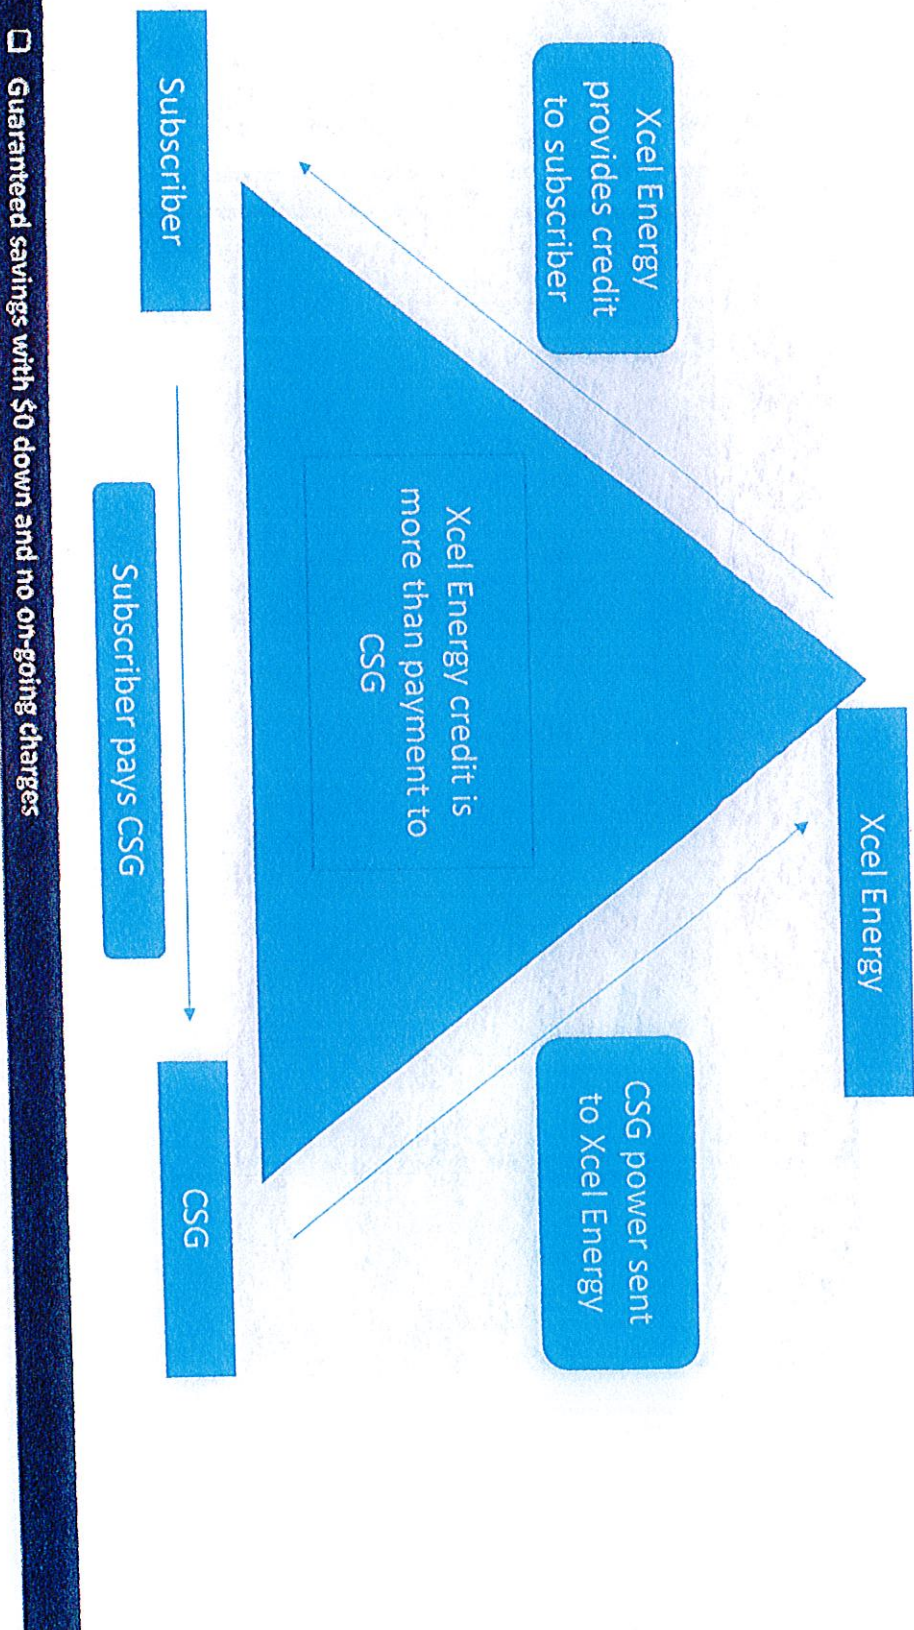 Xcel Energy
Xcel Energy
provides credit
to subscriber
CSG power sent
to Xcel Energy
Xcel Energy credit is
more than payment to
CSG
Subscriber
Subscriber pays CSG
CSG
Guaranteed savings with $0 down and no on-going charges